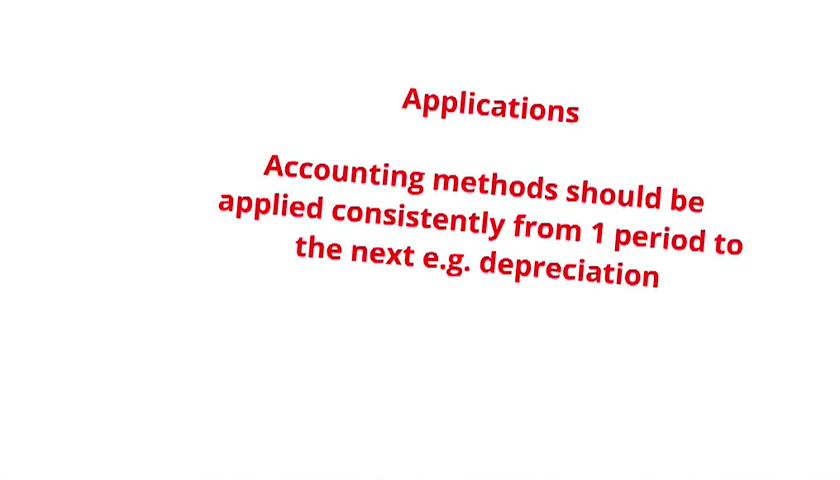 Applications
Accounting methods should be
applied consistently from 1 period to
the next e.g. depreciation